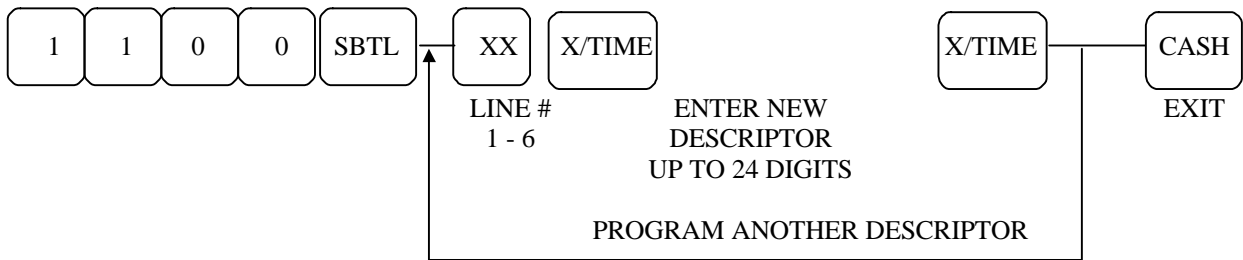 1 1 0 0 SBTL XX X/TIME X/TIME CASH
LINE # ENTER NEW EXIT
1 - 6 DESCRIPTOR
UP TO 24 DIGITS
PROGRAM ANOTHER DESCRIPTOR